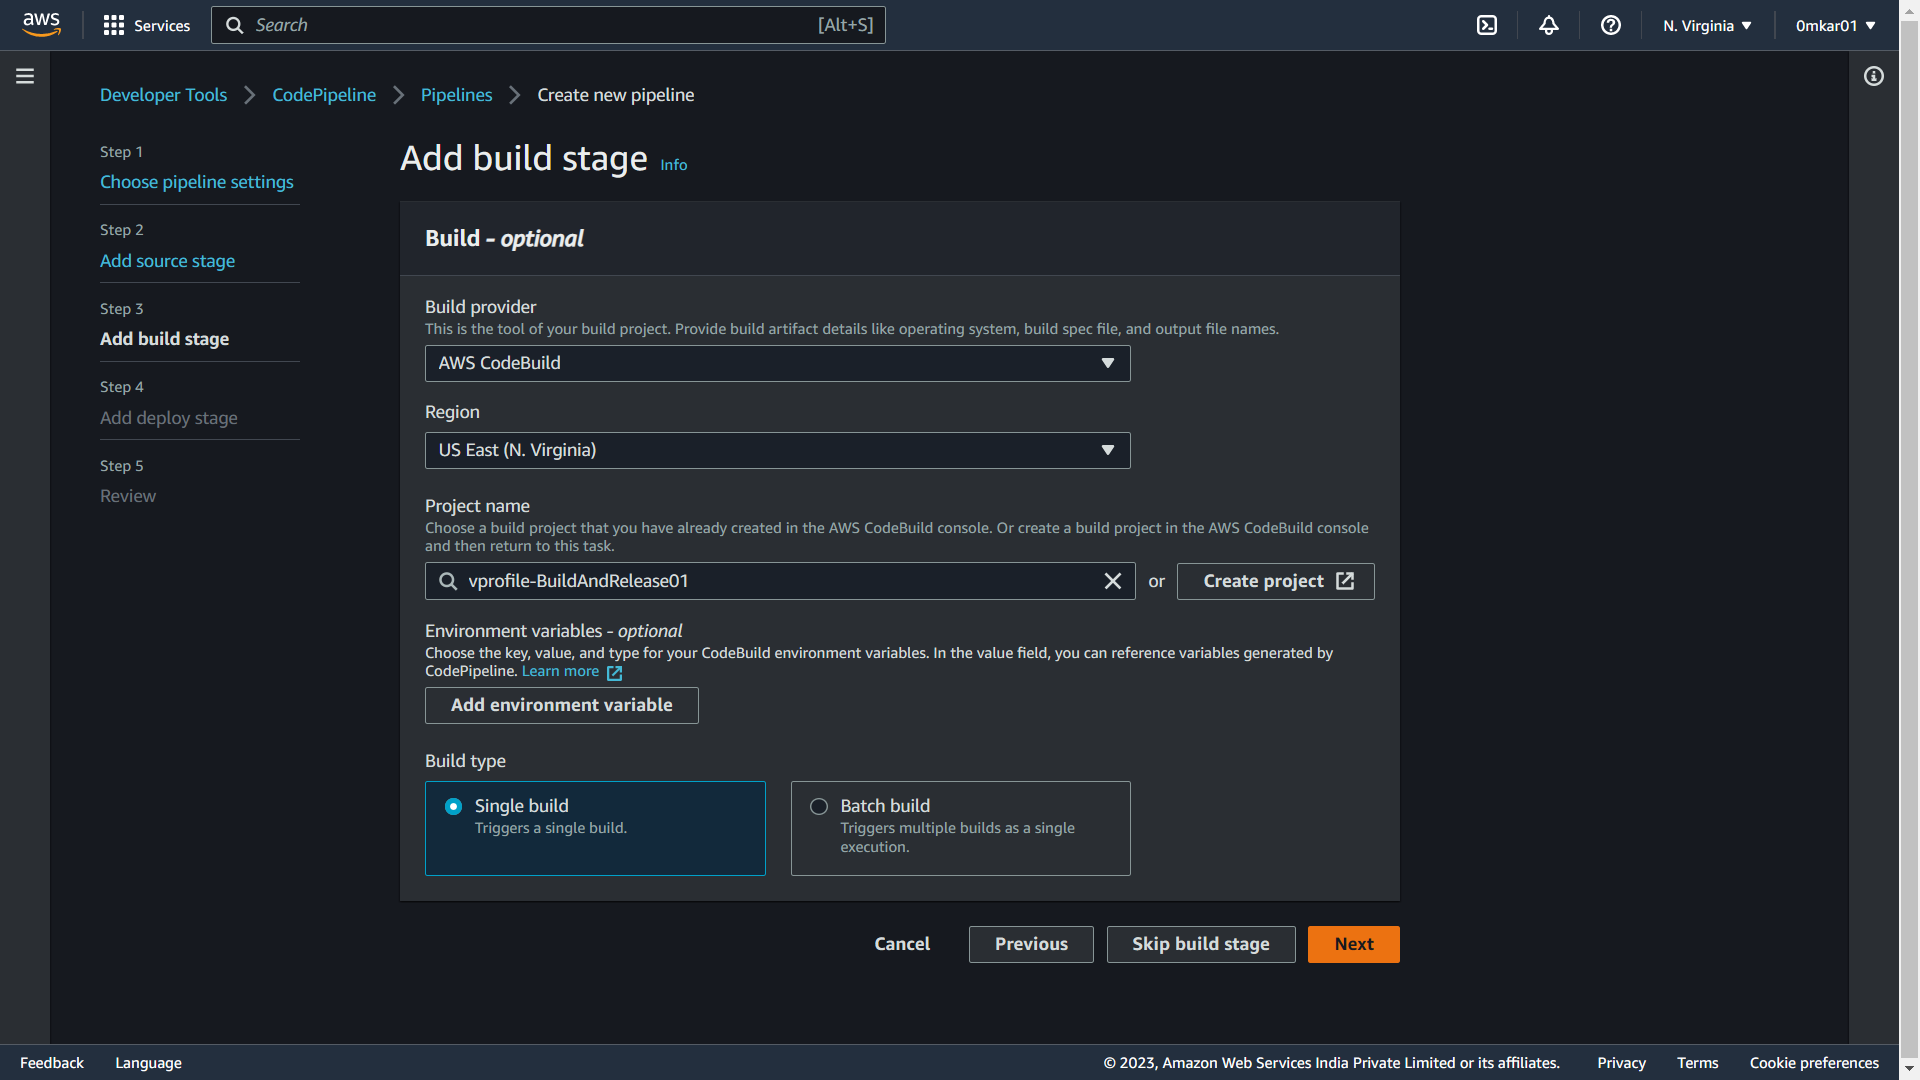 aws
Services
Search
[Alt+S]
N. Virginia
0mkar01
Developer Tools
CodePipeline
Pipelines
Create new pipeline
Step 1
Choose pipeline settings
Step 2
Add source stage
Step 3
Add build stage
Step 4
Add deploy stage
Step 5
Review
Add build stage Info
Build - optional
Build provider
This is the tool of your build project. Provide build artifact details like operating system, build spec file, and output file names.
AWS CodeBuild
Region
US East (N. Virginia)
Project name
Choose a build project that you have already created in the AWS CodeBuild console. Or create a build project in the AWS CodeBuild console
and then return to this task.
vprofile-BuildAndRelease01
or
Create project
Environment variables - optional
Choose the key, value, and type for your CodeBuild environment variables. In the value field, you can reference variables generated by
CodePipeline. Learn more
Add environment variable
Build type
Single build
Triggers a single build.
Batch build
Triggers multiple builds as a single
execution.
Cancel
Previous
Skip build stage
Next
Feedback
Language
© 2023, Amazon Web Services India Private Limited or its affiliates.
Privacy
Terms
Cookie preferences